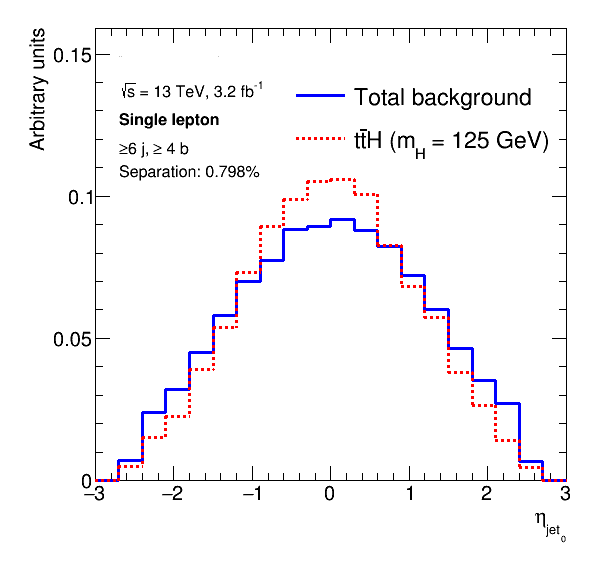 Arbitrary units
0.15
0.1
0.05
0
√s = 13 TeV, 3.2 fb⁻¹
Single lepton
≥6 j, ≥ 4 b
Separation: 0.798%
Total background
tt̄H (m_H = 125 GeV)
−3 −2 −1 0 1 2 3
η_jet_0